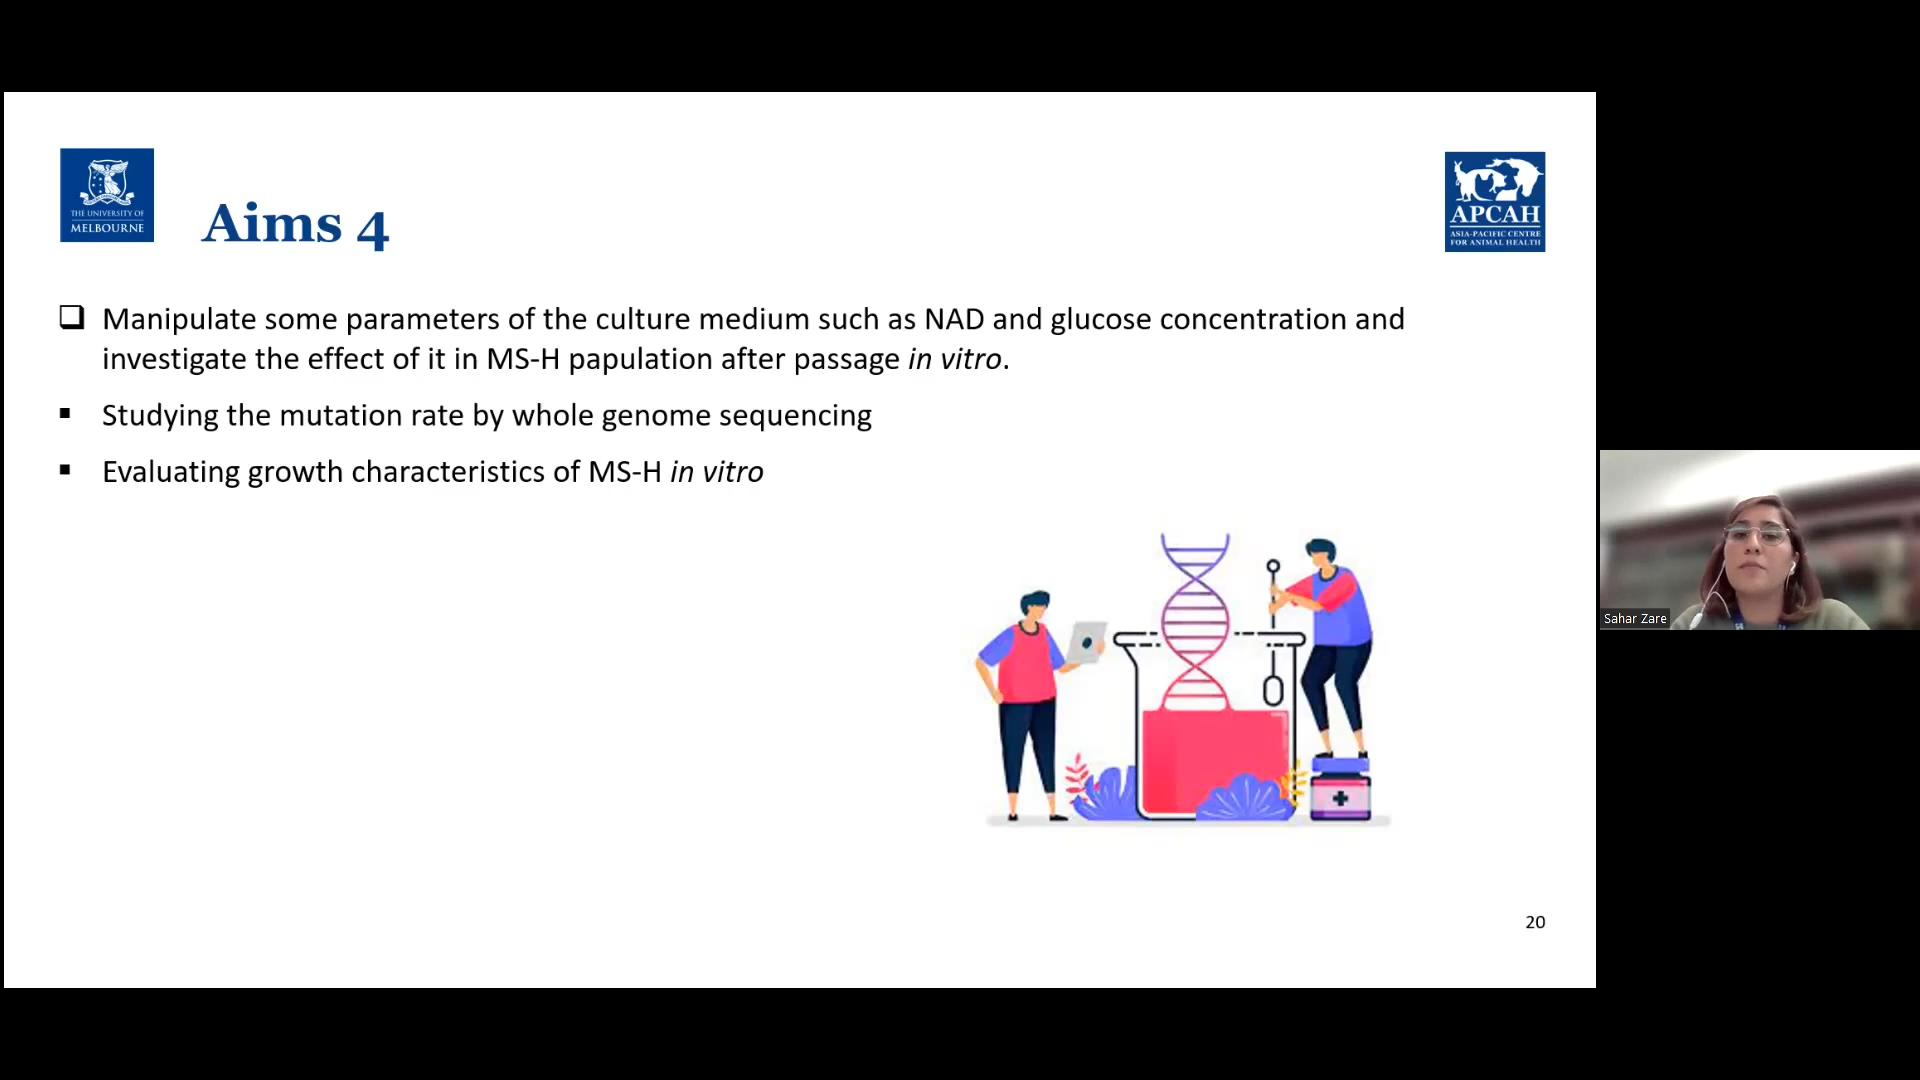 THE UNIVERSITY OF
MELBOURNE
Aims 4
APCAH
ASIA-PACIFIC CENTRE
FOR ANIMAL HEALTH
❑ Manipulate some parameters of the culture medium such as NAD and glucose concentration and
investigate the effect of it in MS-H papulation after passage in vitro.
▪ Studying the mutation rate by whole genome sequencing
▪ Evaluating growth characteristics of MS-H in vitro
20
Sahar Zare